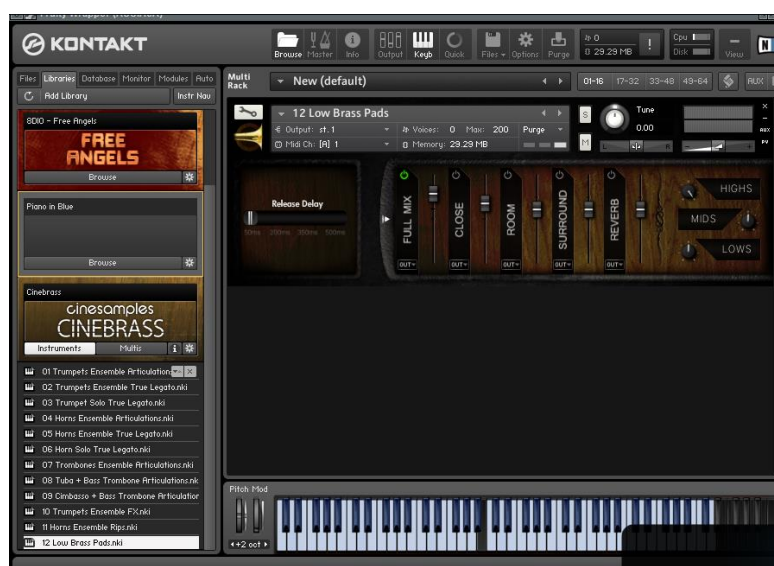 KONTAKT
Browse Master Info Output Keyb Quick Files Options Purge
0
29.29 MB
!
Cpu
Disk
View
Files Libraries Database Monitor Modules Auto
Add Library
Instr Nav
8DIO - Free Angels
FREE
ANGELS
Browse
Piano in Blue
Browse
Cinebrass
cinesamples
CINEBRASS
Instruments Multis
01 Trumpets Ensemble Articulation
02 Trumpets Ensemble True Legato.nki
03 Trumpet Solo True Legato.nki
04 Horns Ensemble Articulations.nki
05 Horns Ensemble True Legato.nki
06 Horn Solo True Legato.nki
07 Trombones Ensemble Articulations.nki
08 Tuba + Bass Trombone Articulations.nk
09 Cimbasso + Bass Trombone Articulation
10 Trumpets Ensemble FX.nki
11 Horns Ensemble Rips.nki
12 Low Brass Pads.nki
Multi
Rack
New (default)
01-16 17-32 33-48 49-64 AUX
12 Low Brass Pads
Output: st.1 Voices: 0 Max: 200 Purge
Midi Ch: [A] 1 Memory: 29.29 MB
S
M
Tune
0.00
L R
- +
AUX
PV
Release Delay
50ms 200ms 350ms 500ms
FULL MIX
CLOSE
ROOM
SURROUND
REVERB
OUT OUT OUT OUT OUT
HIGHS
MIDS
LOWS
Pitch Mod
+2 oct